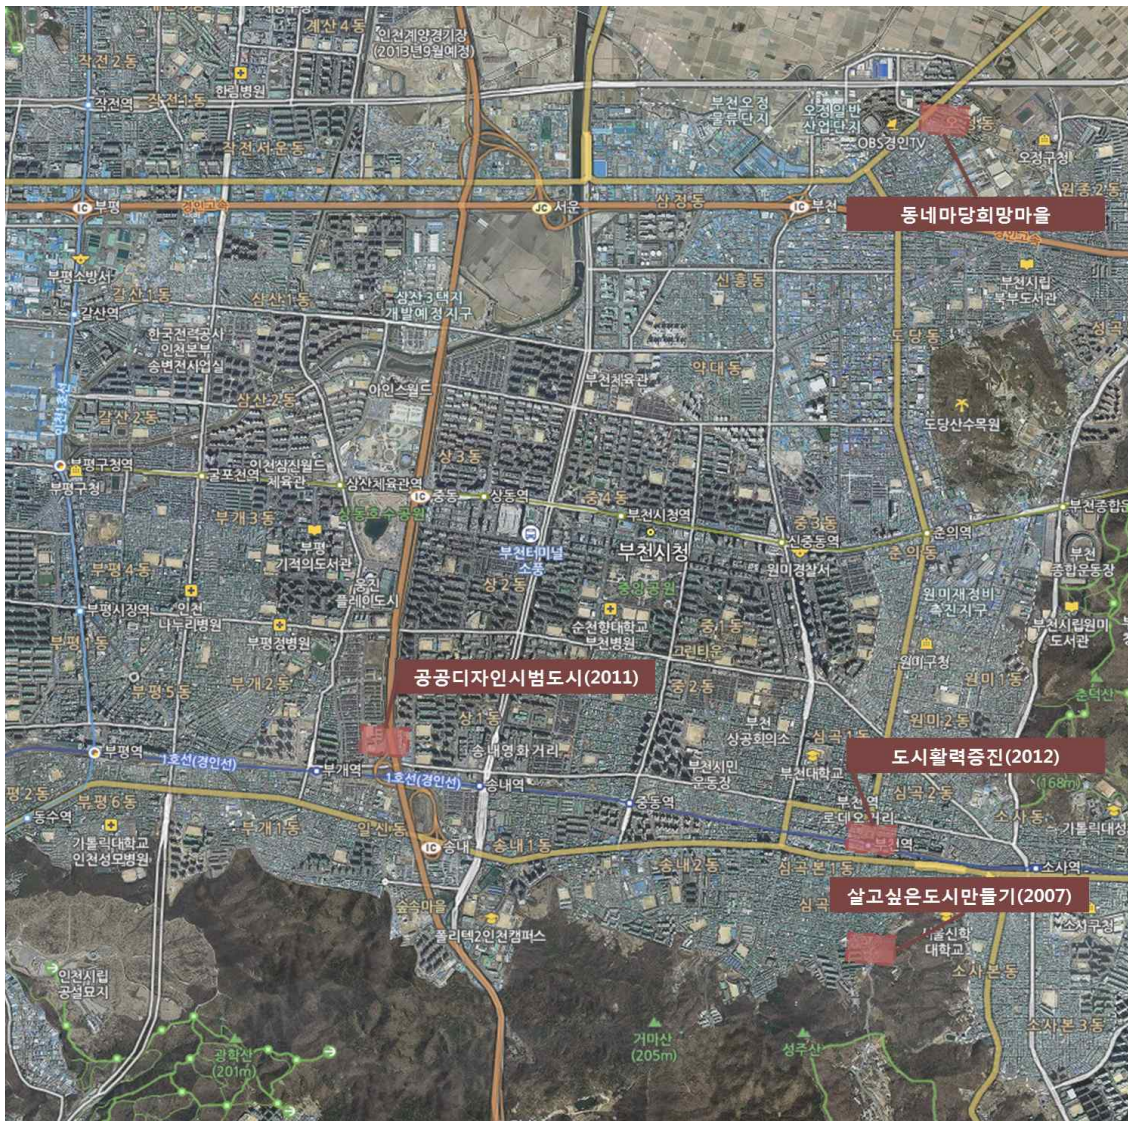 계산4동
인천계양경기장
(2013년9월예정)
작전2동
한림병원
작전역
작전1동
부천오정
물류단지
오정일반
산업단지
OBS경인TV
작전서운동
오정구청
원종2동
IC 부평
경인고속
JC 서운
삼정동
IC 부천
동네마당희망마을
경인고속
부평소방서
갈산1동
삼산1동
삼산3택지
개발예정지구
신흥동
부천시립
북부도서관
갈산역
한국전력공사
인천본부
송변전사업실
도당동
부천체육관
약대동
아인스월드
삼산2동
갈산2동
인천1호선
도당산수목원
상3동
부평구청역
부평구청
굴포천역
인천삼산월드
체육관
삼산체육관역
IC 중동
상동역
중4동
부천시청역
상동호수공원
부개3동
중3동
신중동역
춘의역
춘의동
부천터미널
소풍
부천시청
원미경찰서
부천
종합운동장
부평
기적의도서관
부평4동
상2동
중앙공원
원미재정비
촉진지구
웅진
플레이도시
부평시장역
인천
나누리병원
순천향대학교
부천병원
부천시립원미
도서관
부평1동
부평정병원
중1동
그린타운
원미구청
부평5동
부개2동
공공디자인시범도시(2011)
중2동
원미1동
춘덕산
상1동
송내영화거리
부천
상공회의소
심곡1동
원미2동
부평역
1호선(경인선)
부개역
1호선(경인선)
송내역
부천시민
운동장
부천대학교
도시활력증진(2012)
(168m)
중동역
부천역
로데오거리
심곡2동
부평6동
동수역
부개1동
일신동
IC 송내
송내1동
부천역
소사동
가톨릭대학교
인천성모병원
송내2동
심곡본1동
소사역
살고싶은도시만들기(2007)
숲속마을
폴리텍2인천캠퍼스
서울신학
대학교
소사구청
소사본동
인천시립
공설묘지
소사본3동
광학산
(201m)
거마산
(205m)
성주산